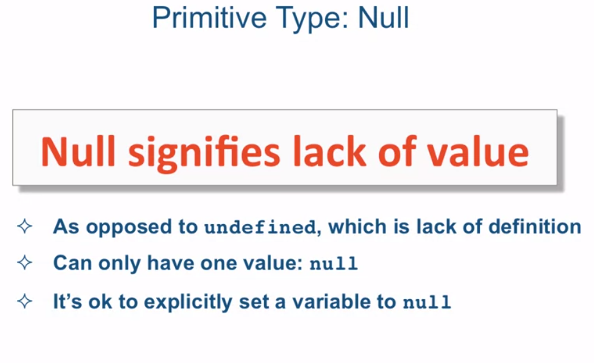 Primitive Type: Null
Null signifies lack of value
As opposed to undefined, which is lack of definition
Can only have one value: null
It's ok to explicitly set a variable to null